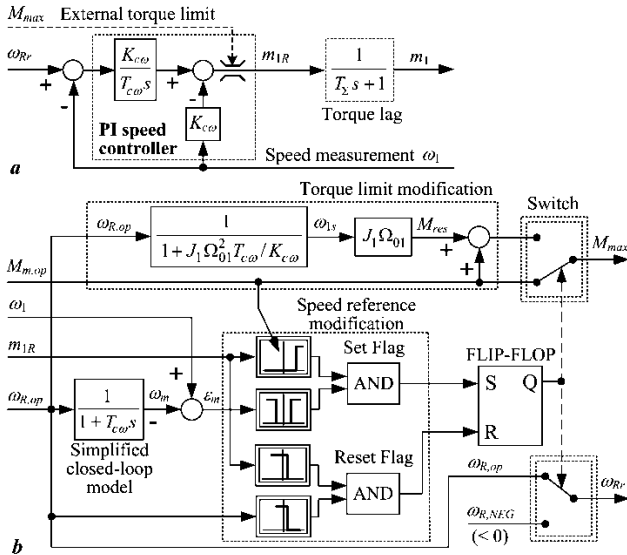 M_max External torque limit
ω_Rr
K_cω / T_cω s
m_1R
1 / T_Σ s + 1
m_1
+
-
+
-
K_cω
PI speed controller
Torque lag
Speed measurement ω_1
a
Torque limit modification
Switch
ω_R.op
1 / 1 + J_1 Ω_01^2 T_cω / K_cω
ω_1s
J_1 Ω_01
M_res
+
+
M_max
M_m.op
ω_1
Speed reference modification
m_1R
+
Set Flag
FLIP-FLOP
AND
S Q
ω_R.op
1 / 1 + T_cω s
ω_m
-
ε_m
R
Simplified closed-loop model
Reset Flag
AND
ω_R,op
ω_Rr
ω_R,NEG
(< 0)
b